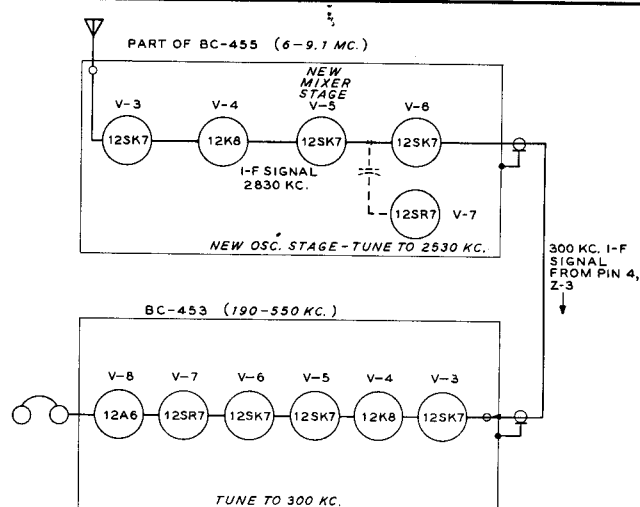 PART OF BC-455 (6-9.1 MC.)
NEW
MIXER
STAGE
V-3 V-4 V-5 V-6
12SK7 12K8 12SK7 12SK7
I-F SIGNAL
2830 KC.
12SR7 V-7
NEW OSC. STAGE-TUNE TO 2530 KC.
300 KC. I-F
SIGNAL
FROM PIN 4,
Z-3
BC-453 (190-550 KC.)
V-8 V-7 V-6 V-5 V-4 V-3
12A6 12SR7 12SK7 12SK7 12K8 12SK7
TUNE TO 300 KC.